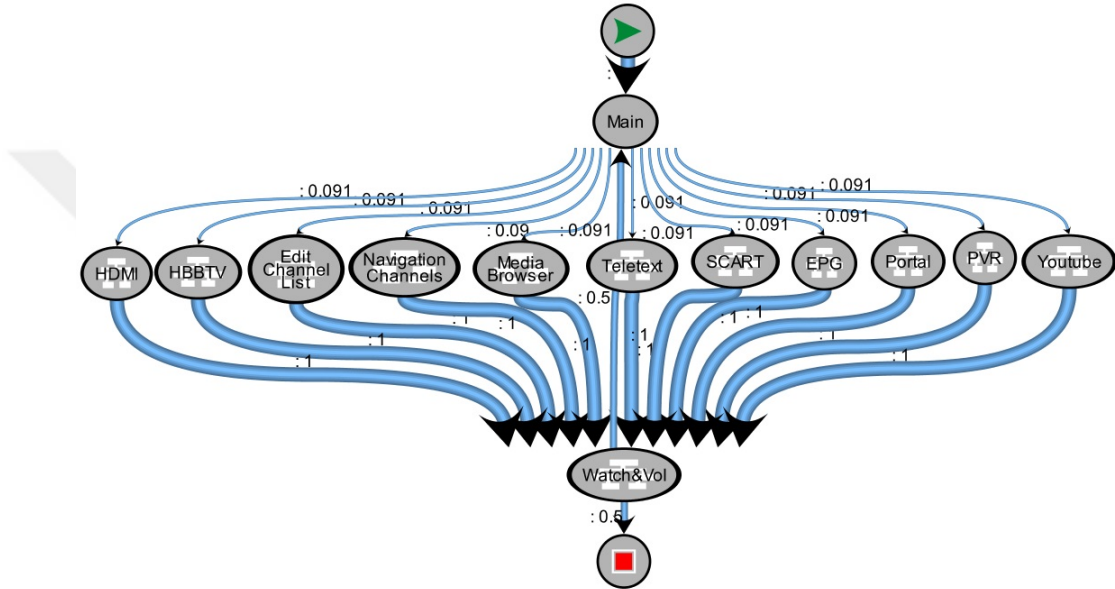 :
Main
: 0.091
: 0.091
: 0.091
: 0.09
: 0.091
: 0.091
: 0.091
: 0.091
: 0.091
: 0.091
: 0.091
HDMI
HBBTV
Edit
Channel
List
Navigation
Channels
Media
Browser
Teletext
SCART
EPG
Portal
PVR
Youtube
: 0.5
: 1
: 1
: 1
: 1
: 1
: 1
: 1
: 1
: 1
: 1
: 1
Watch&Vol
: 0.5